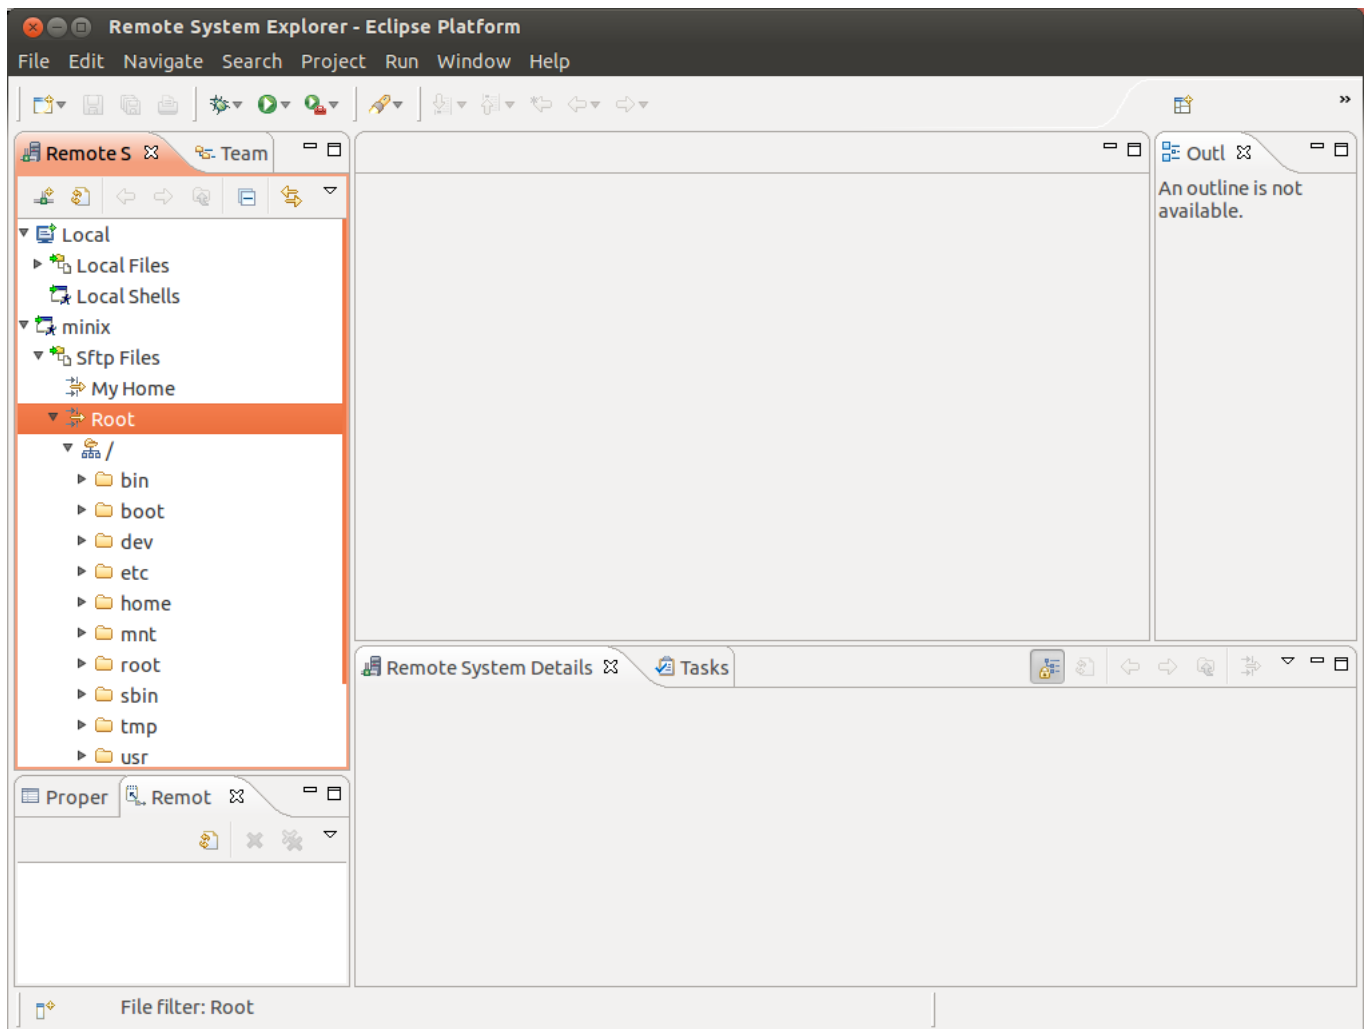 Remote System Explorer - Eclipse Platform
File Edit Navigate Search Project Run Window Help
»
Remote S Team
Outl
An outline is not
available.
Local
Local Files
Local Shells
minix
Sftp Files
My Home
Root
/
bin
boot
dev
etc
home
mnt
root
sbin
tmp
usr
Remote System Details Tasks
Proper Remot
File filter: Root